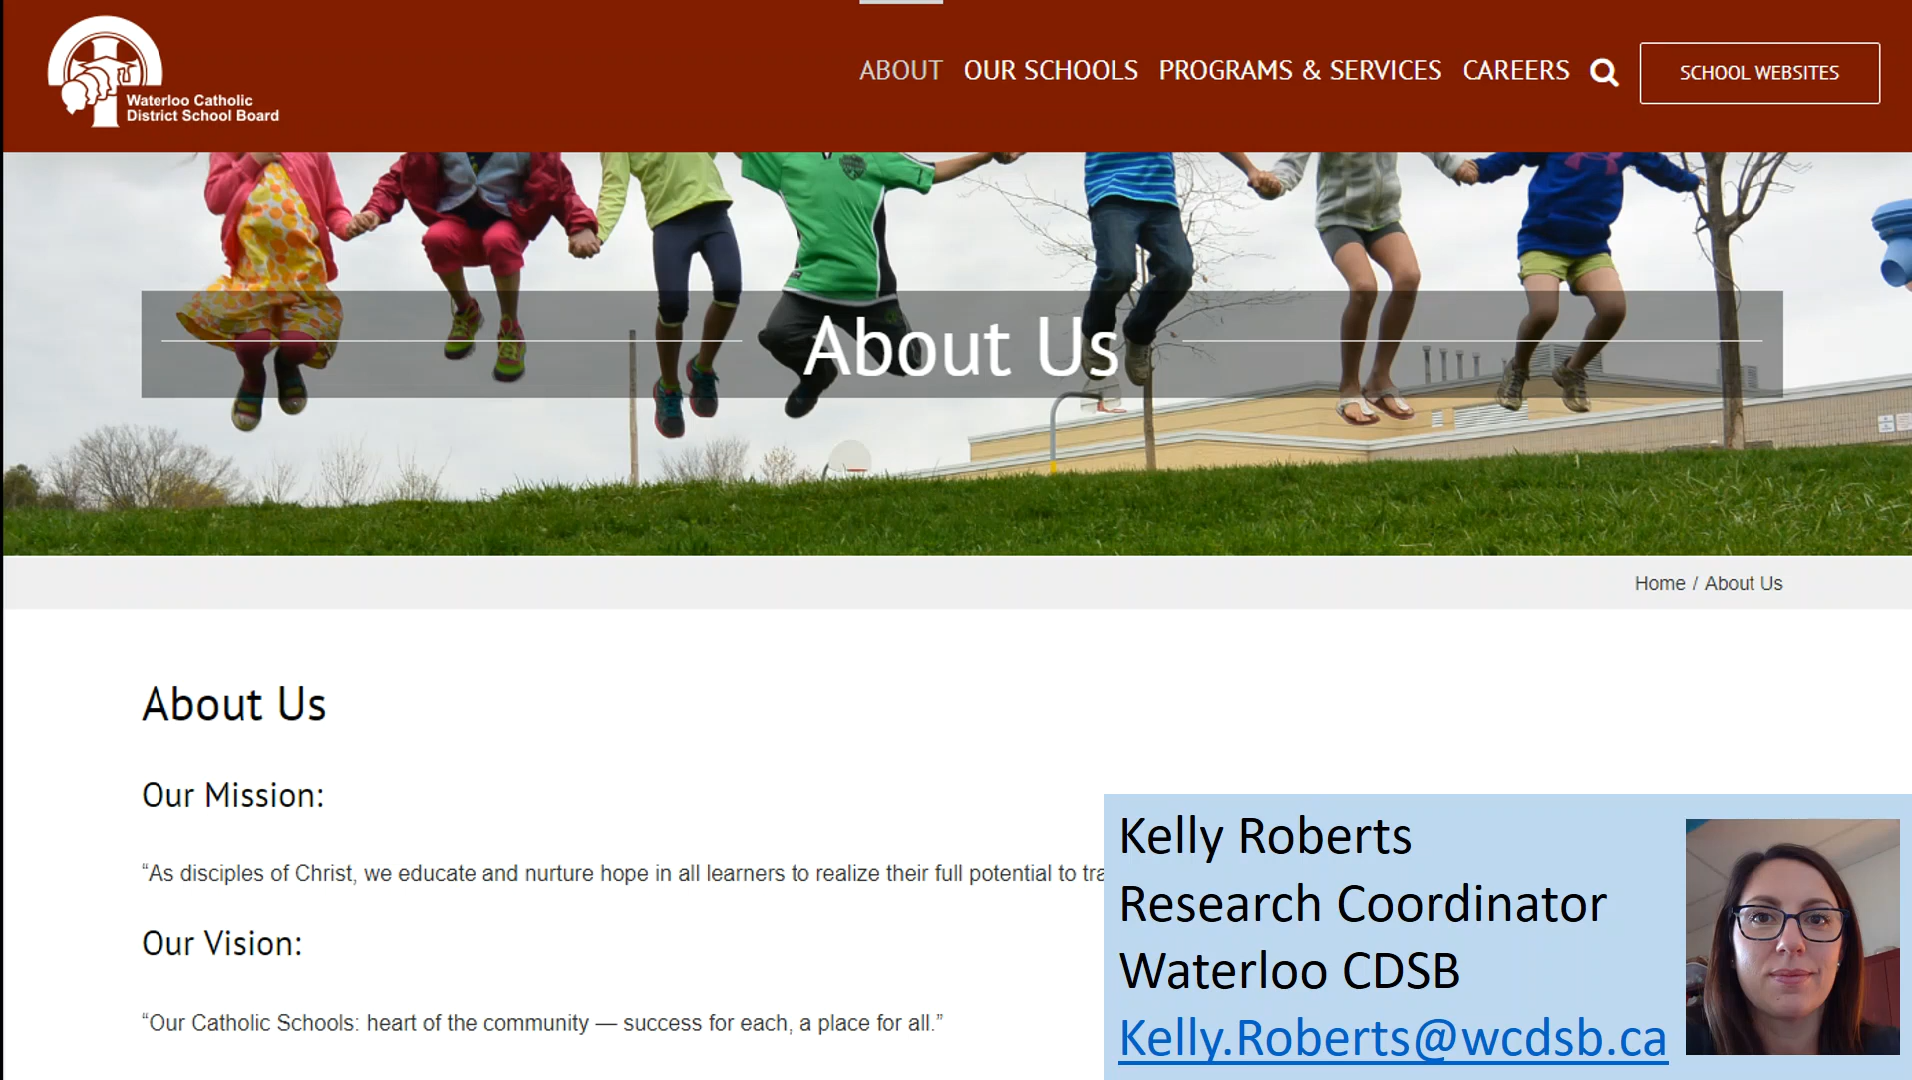 Waterloo Catholic
District School Board
ABOUT OUR SCHOOLS PROGRAMS & SERVICES CAREERS SCHOOL WEBSITES
About Us
Home / About Us
About Us
Our Mission:
“As disciples of Christ, we educate and nurture hope in all learners to realize their full potential to tra
Our Vision:
“Our Catholic Schools: heart of the community — success for each, a place for all.”
Kelly Roberts
Research Coordinator
Waterloo CDSB
Kelly.Roberts@wcdsb.ca